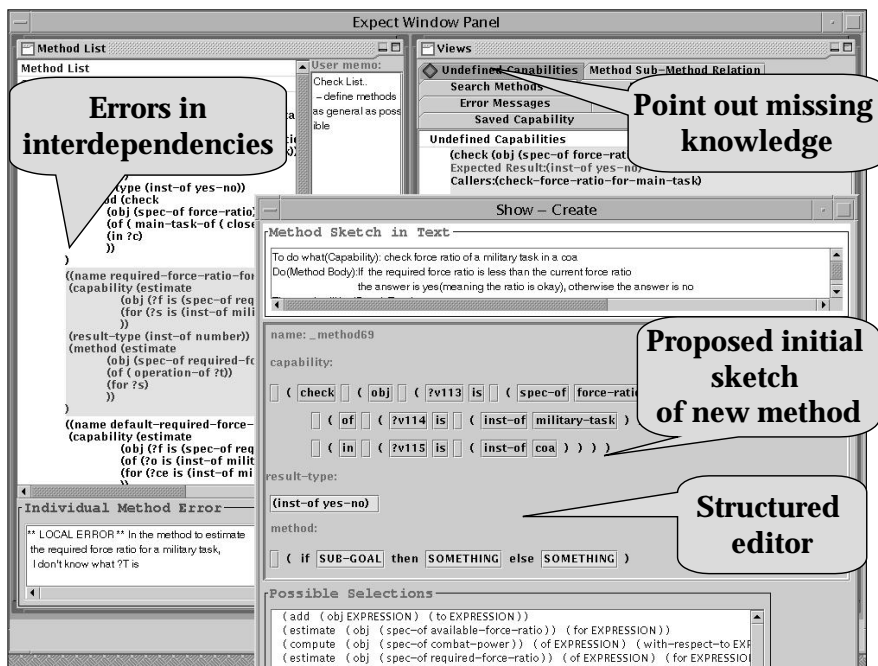 Expect Window Panel
Method List
Method List
Errors in
interdependencies
User memo:
Check List..
– define methods
as general as poss
ible
(type (inst-of yes-no))
(check
(obj (spec-of force-ratio)
(of ( main-task-of ( close
(in ?c)
))
)
((name required-force-ratio-for
(capability (estimate
(obj (?f is (spec-of req
(for (?s is (inst-of mili
))
(result-type (inst-of number))
(method (estimate
(obj (spec-of required-fo
(of ( operation-of ?t))
(for ?s)
))
)
((name default-required-force-
(capability (estimate
(obj (?f is (spec-of req
(of (?o is (inst-of milit
(for (?ce is (inst-of mi
))
Individual Method Error
** LOCAL ERROR ** In the method to estimate
the required force ratio for a military task,
I don't know what ?T is
Views
Undefined Capabilities Method Sub-Method Relation
Search Methods
Error Messages
Saved Capability
Point out missing
knowledge
Undefined Capabilities
(check (obj (spec-of force-rati
Expected Result:(inst-of yes-no)
Callers:(check-force-ratio-for-main-task)
Show – Create
Method Sketch in Text
To do what(Capability): check force ratio of a military task in a coa
Do(Method Body):If the required force ratio is less than the current force ratio
the answer is yes(meaning the ratio is okay), otherwise the answer is no
name: _method69
capability:
( check ( obj ( ?v113 is ( spec-of force-ratio
( of ( ?v114 is ( inst-of military-task )
( in ( ?v115 is ( inst-of coa ) ) ) )
Proposed initial
sketch
of new method
result-type:
(inst-of yes-no)
method:
( if SUB-GOAL then SOMETHING else SOMETHING )
Structured
editor
Possible Selections
(add (obj EXPRESSION) (to EXPRESSION))
(estimate (obj (spec-of available-force-ratio)) (for EXPRESSION))
(compute (obj (spec-of combat-power)) (of EXPRESSION) (with-respect-to EXP
(estimate (obj (spec-of required-force-ratio)) (of EXPRESSION) (for EXPRESSIO